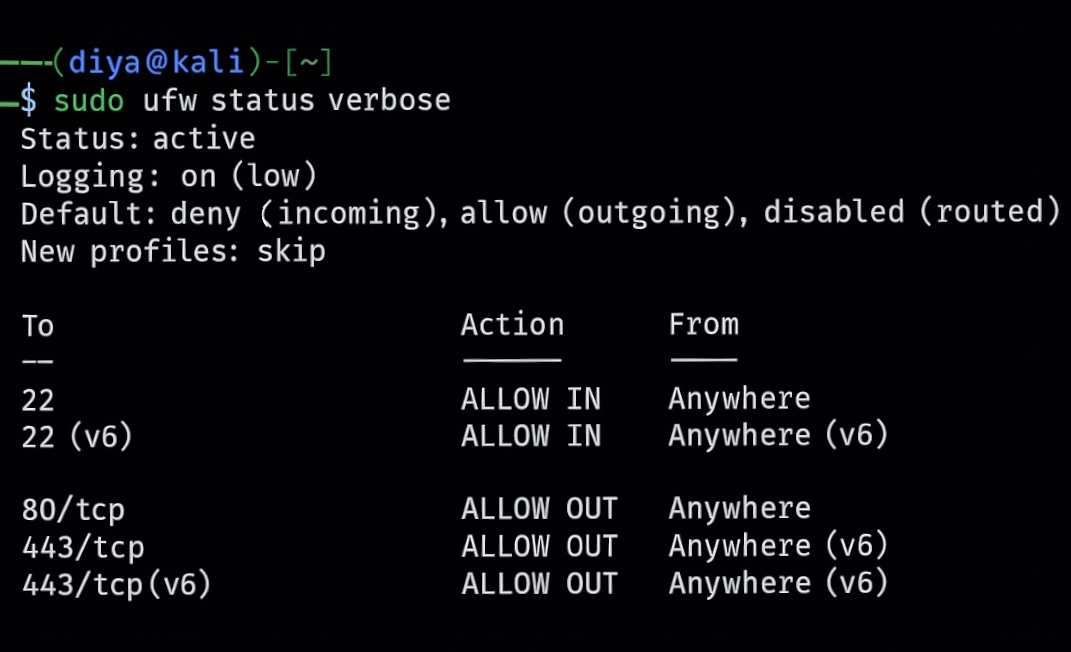 ──(diya@kali)-[~]
─$ sudo ufw status verbose
Status: active
Logging: on (low)
Default: deny (incoming), allow (outgoing), disabled (routed)
New profiles: skip
To Action From
—— —————— ————
22 ALLOW IN Anywhere
22 (v6) ALLOW IN Anywhere (v6)
80/tcp ALLOW OUT Anywhere
443/tcp ALLOW OUT Anywhere (v6)
443/tcp(v6) ALLOW OUT Anywhere (v6)